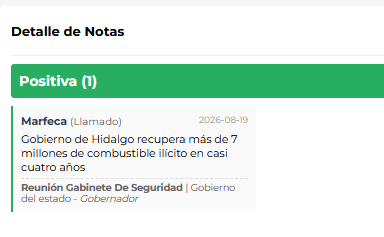 Detalle de Notas
Positiva (1)
Marfeca (Llamado) 2026-08-19
Gobierno de Hidalgo recupera más de 7
millones de combustible ilícito en casi
cuatro años
Reunión Gabinete De Seguridad | Gobierno
del estado - Gobernador